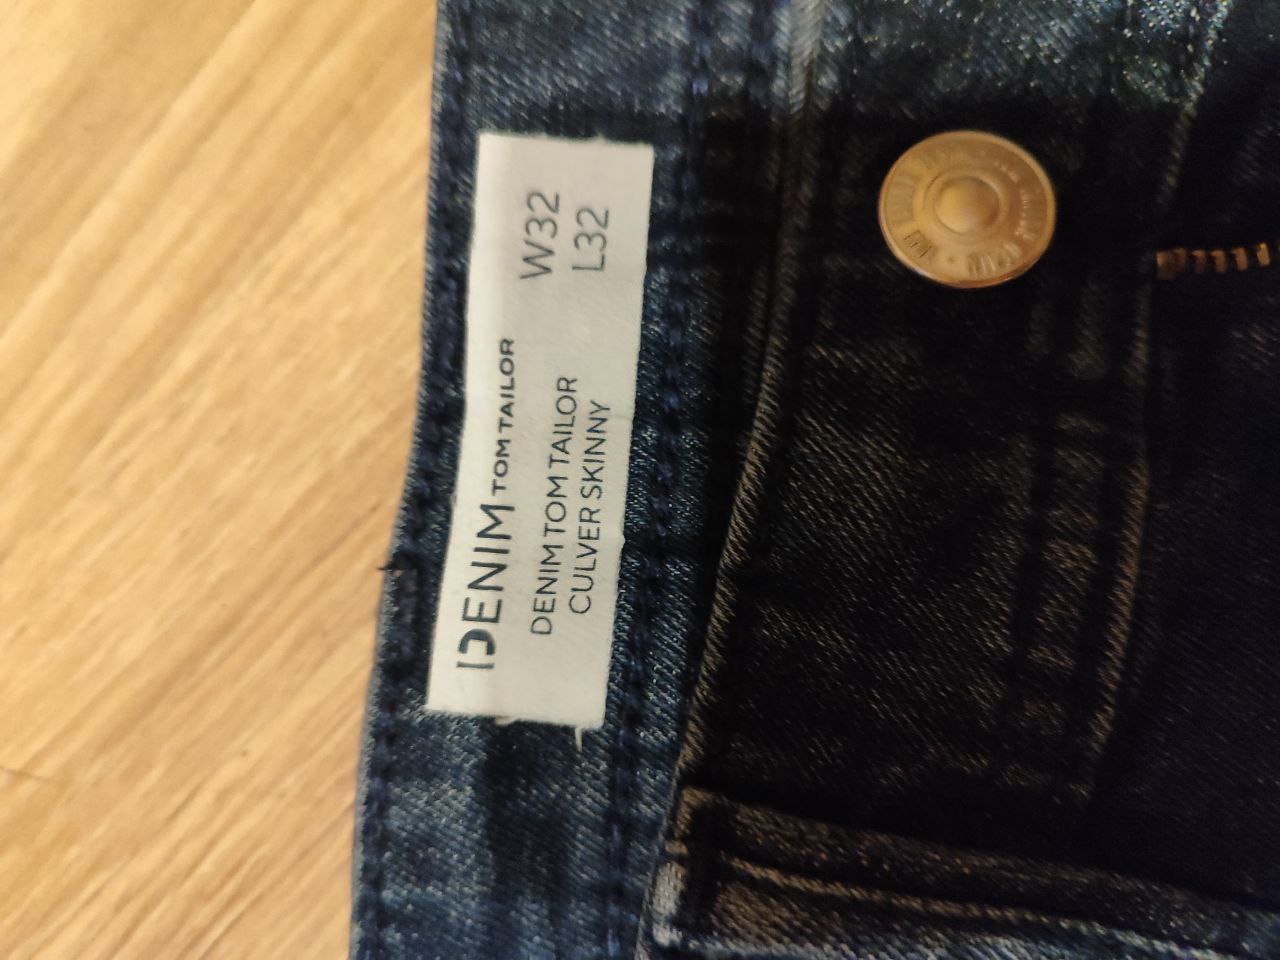 DENIM TOM TAILOR
W32
L32
DENIM TOM TAILOR
CULVER SKINNY